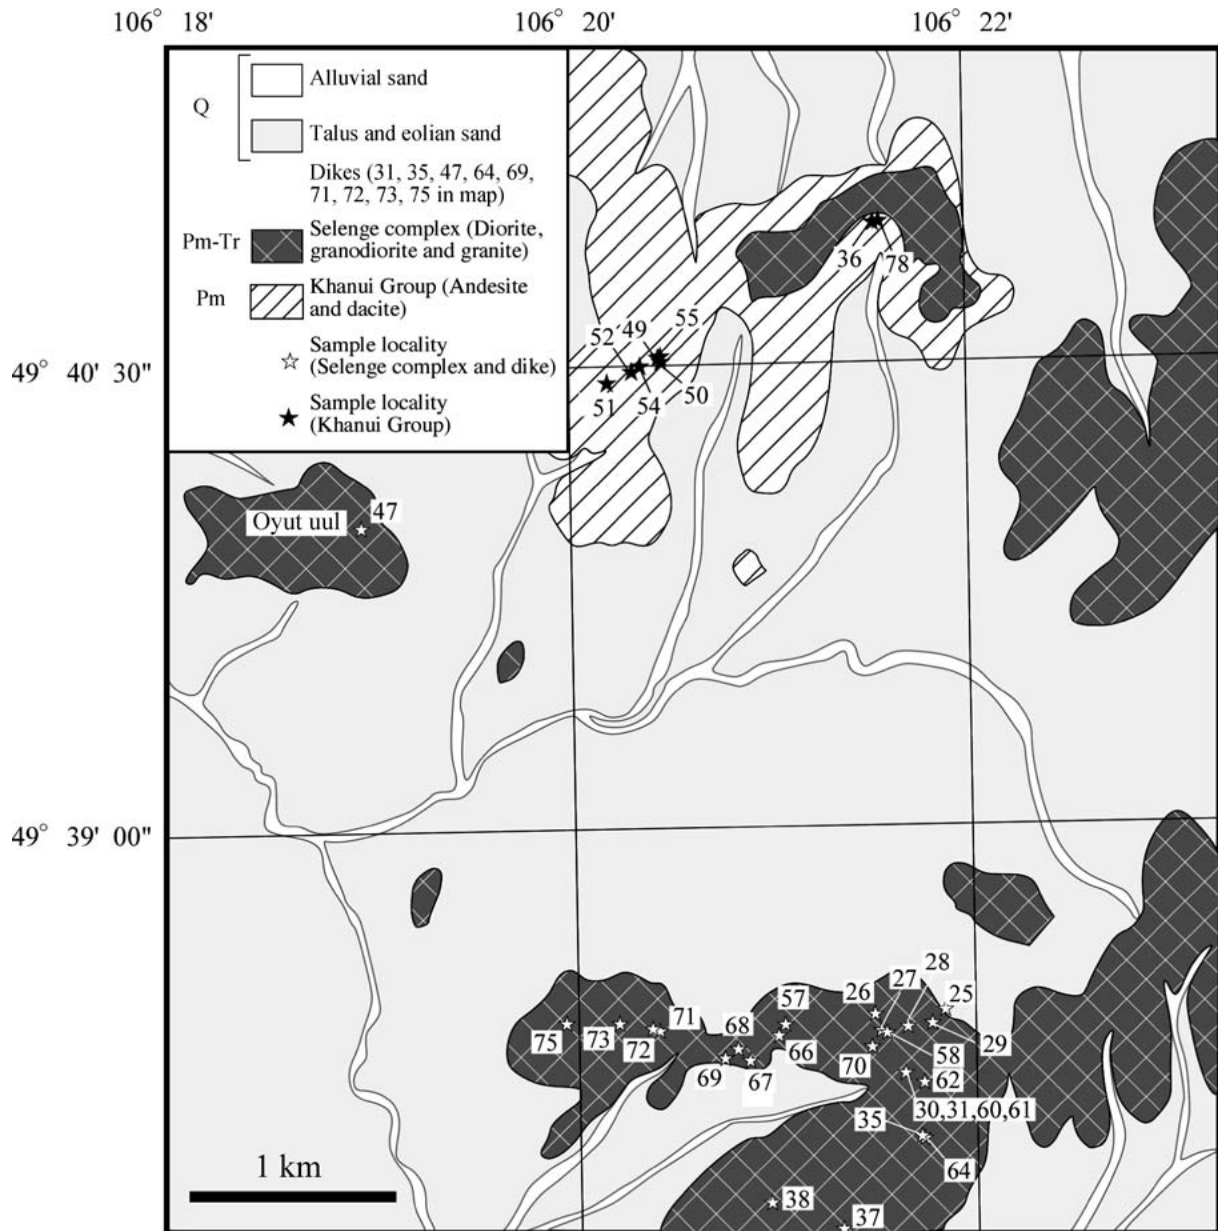 106° 18'
106° 20'
106° 22'
Q
Alluvial sand
Talus and eolian sand
Dikes (31, 35, 47, 64, 69,
71, 72, 73, 75 in map)
Pm-Tr
Selenge complex (Diorite,
granodiorite and granite)
Pm
Khanui Group (Andesite
and dacite)
Sample locality
(Selenge complex and dike)
Sample locality
(Khanui Group)
36
78
55
49
52
49° 40' 30"
50
51
54
47
Oyut uul
49° 39' 00"
28
27
25
26
57
71
68
75
73
72
66
58
29
70
69
67
62
30,31,60,61
35
64
1 km
38
37